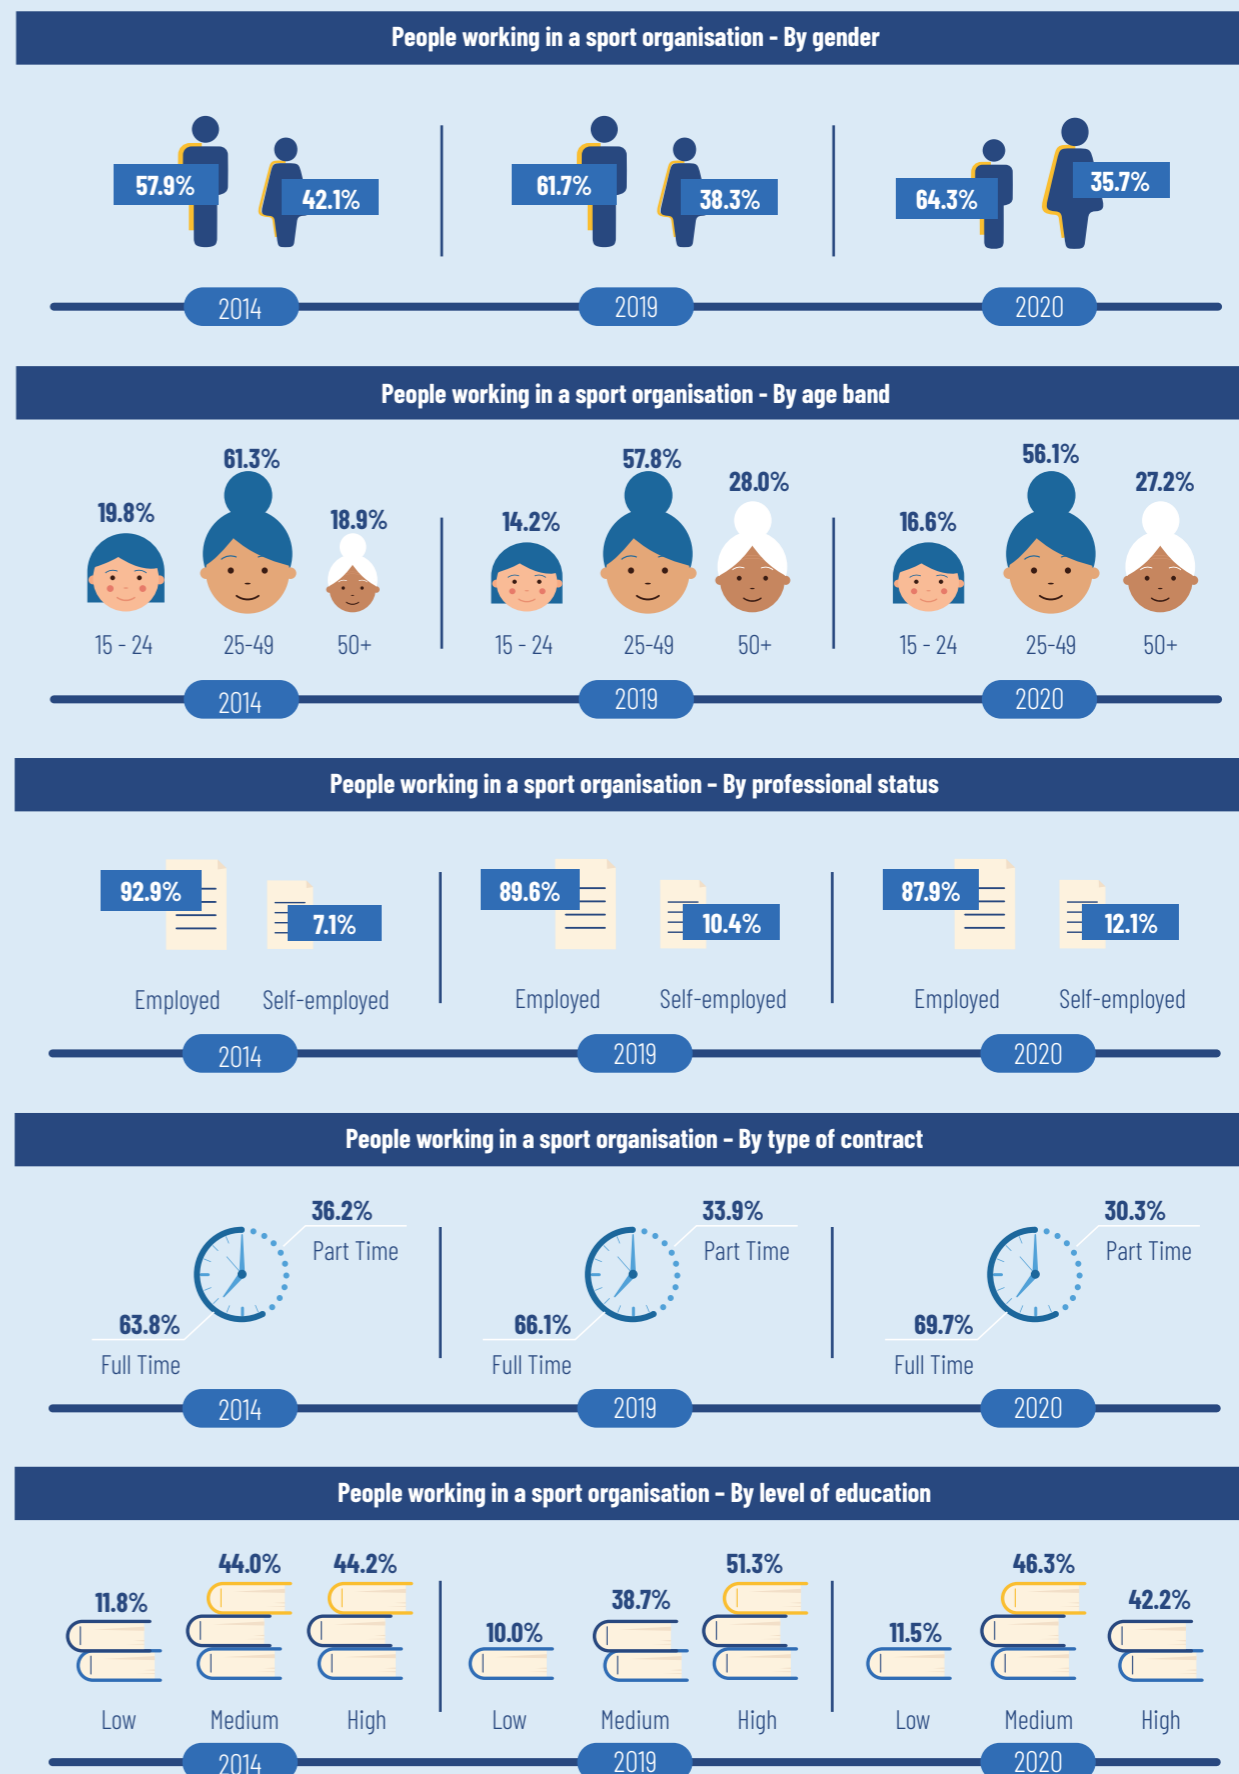 People working in a sport organisation - By gender
57.9%
42.1%
61.7%
38.3%
64.3%
35.7%
2014
2019
2020
People working in a sport organisation - By age band
19.8%
61.3%
18.9%
14.2%
57.8%
28.0%
16.6%
56.1%
27.2%
15 - 24
25-49
50+
15 - 24
25-49
50+
15 - 24
25-49
50+
2014
2019
2020
People working in a sport organisation – By professional status
92.9%
7.1%
89.6%
10.4%
87.9%
12.1%
Employed
Self-employed
Employed
Self-employed
Employed
Self-employed
2014
2019
2020
People working in a sport organisation – By type of contract
36.2%
Part Time
63.8%
Full Time
33.9%
Part Time
66.1%
Full Time
30.3%
Part Time
69.7%
Full Time
2014
2019
2020
People working in a sport organisation – By level of education
11.8%
44.0%
44.2%
10.0%
38.7%
51.3%
11.5%
46.3%
42.2%
Low
Medium
High
Low
Medium
High
Low
Medium
High
2014
2019
2020